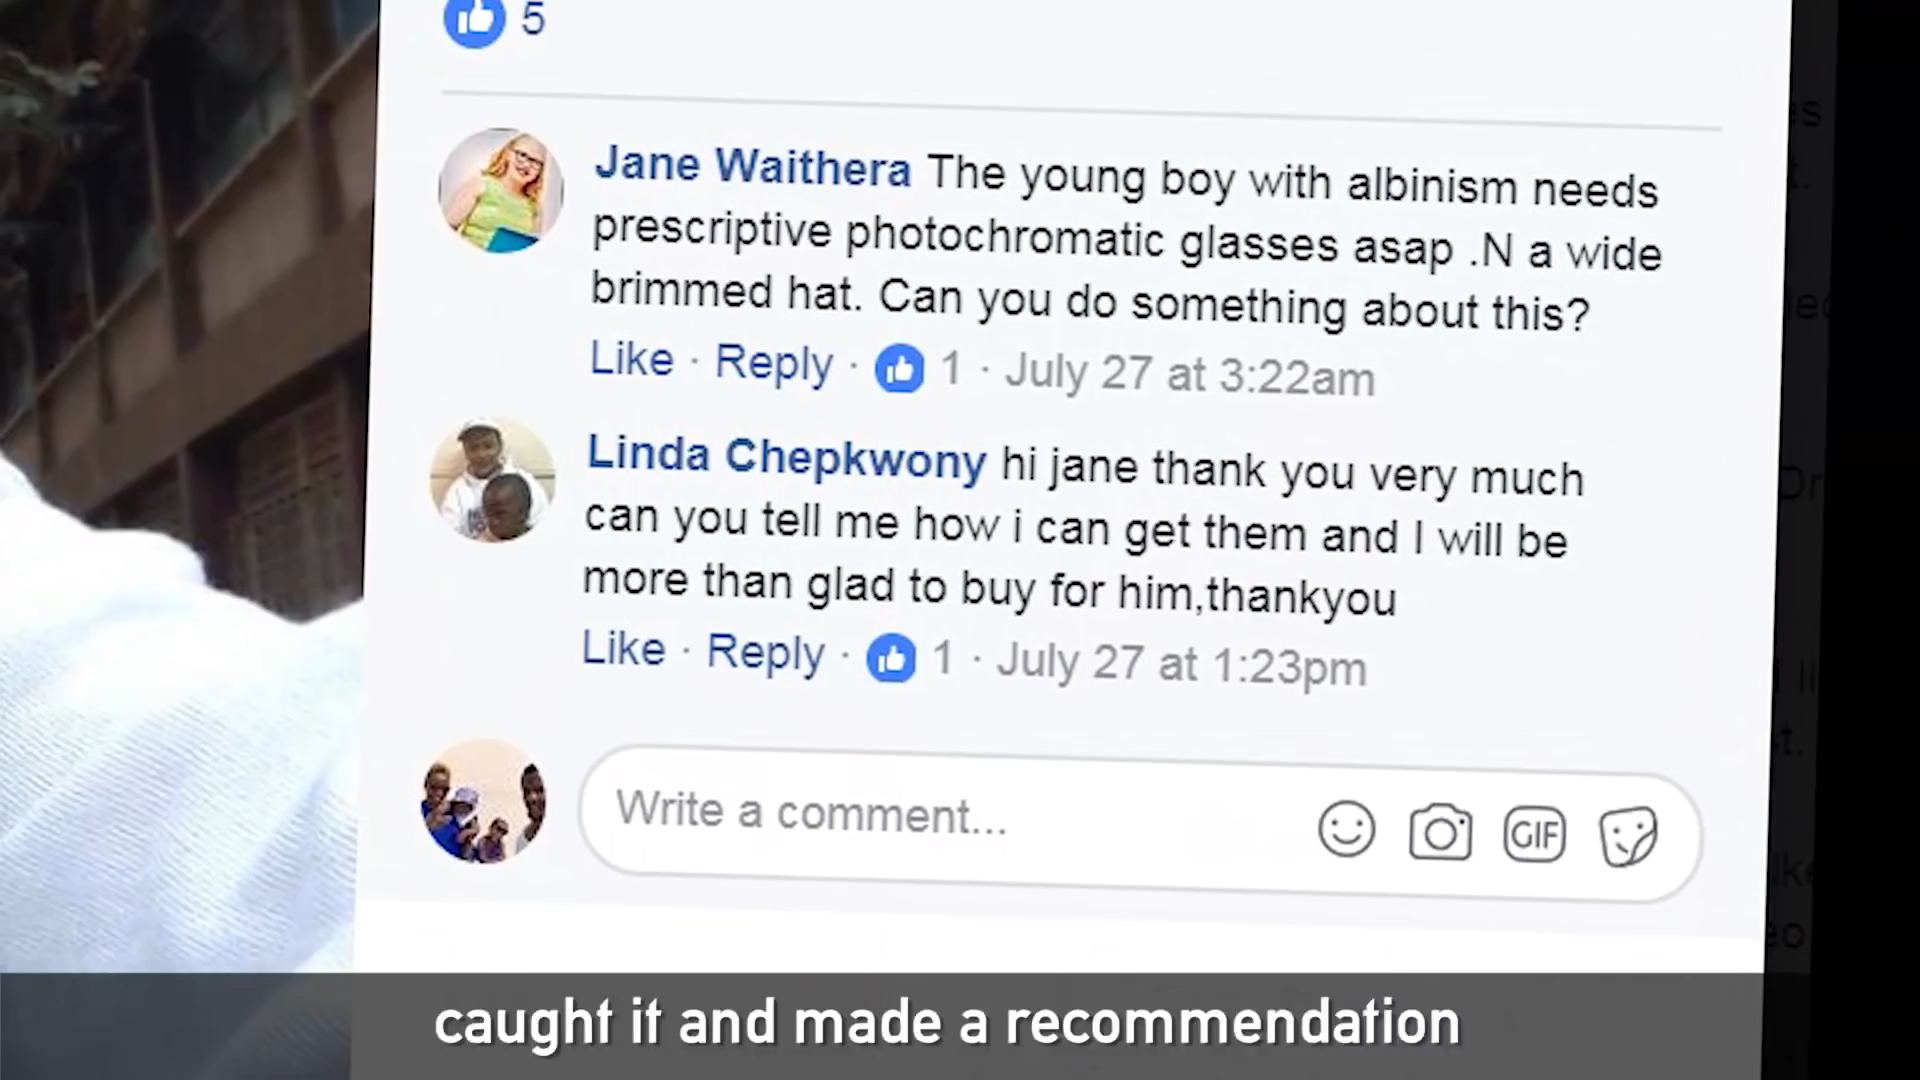 5
Jane Waithera The young boy with albinism needs
prescriptive photochromatic glasses asap .N a wide
brimmed hat. Can you do something about this?
Like · Reply · 1 · July 27 at 3:22am
Linda Chepkwony hi jane thank you very much
can you tell me how i can get them and I will be
more than glad to buy for him,thankyou
Like · Reply · 1 · July 27 at 1:23pm
Write a comment...
GIF
caught it and made a recommendation